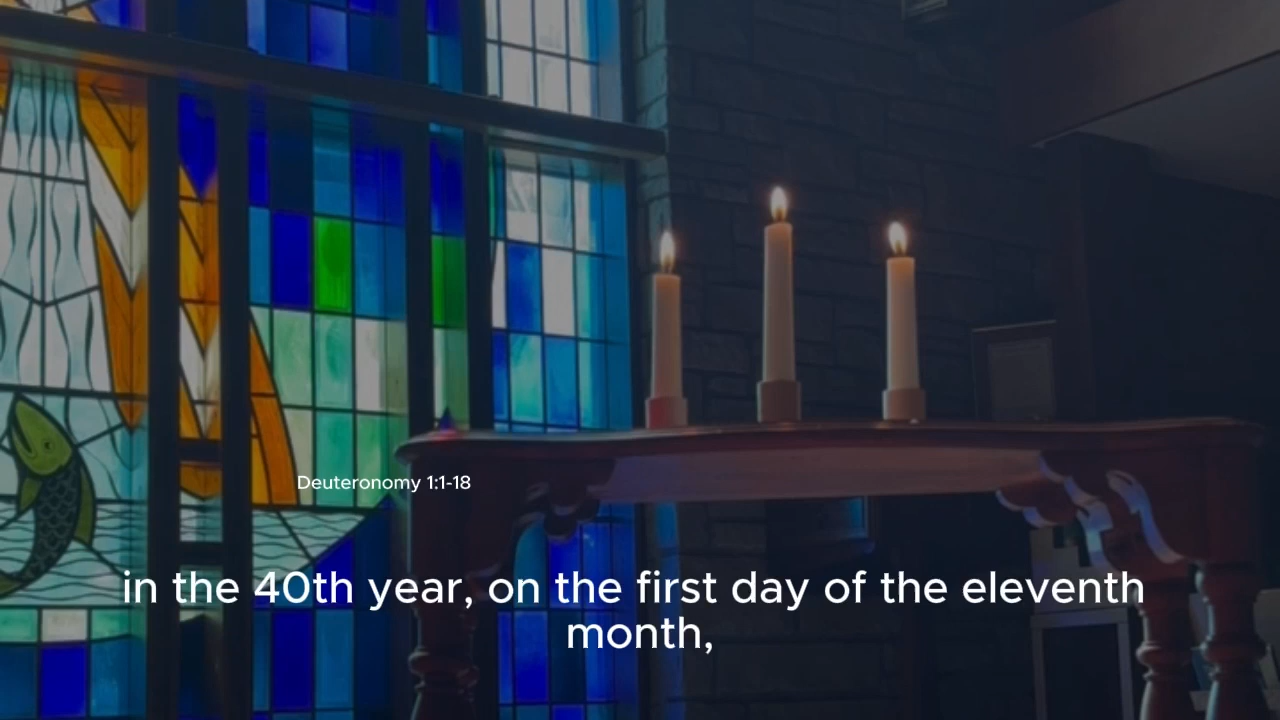 Deuteronomy 1:1-18
in the 40th year, on the first day of the eleventh
month,